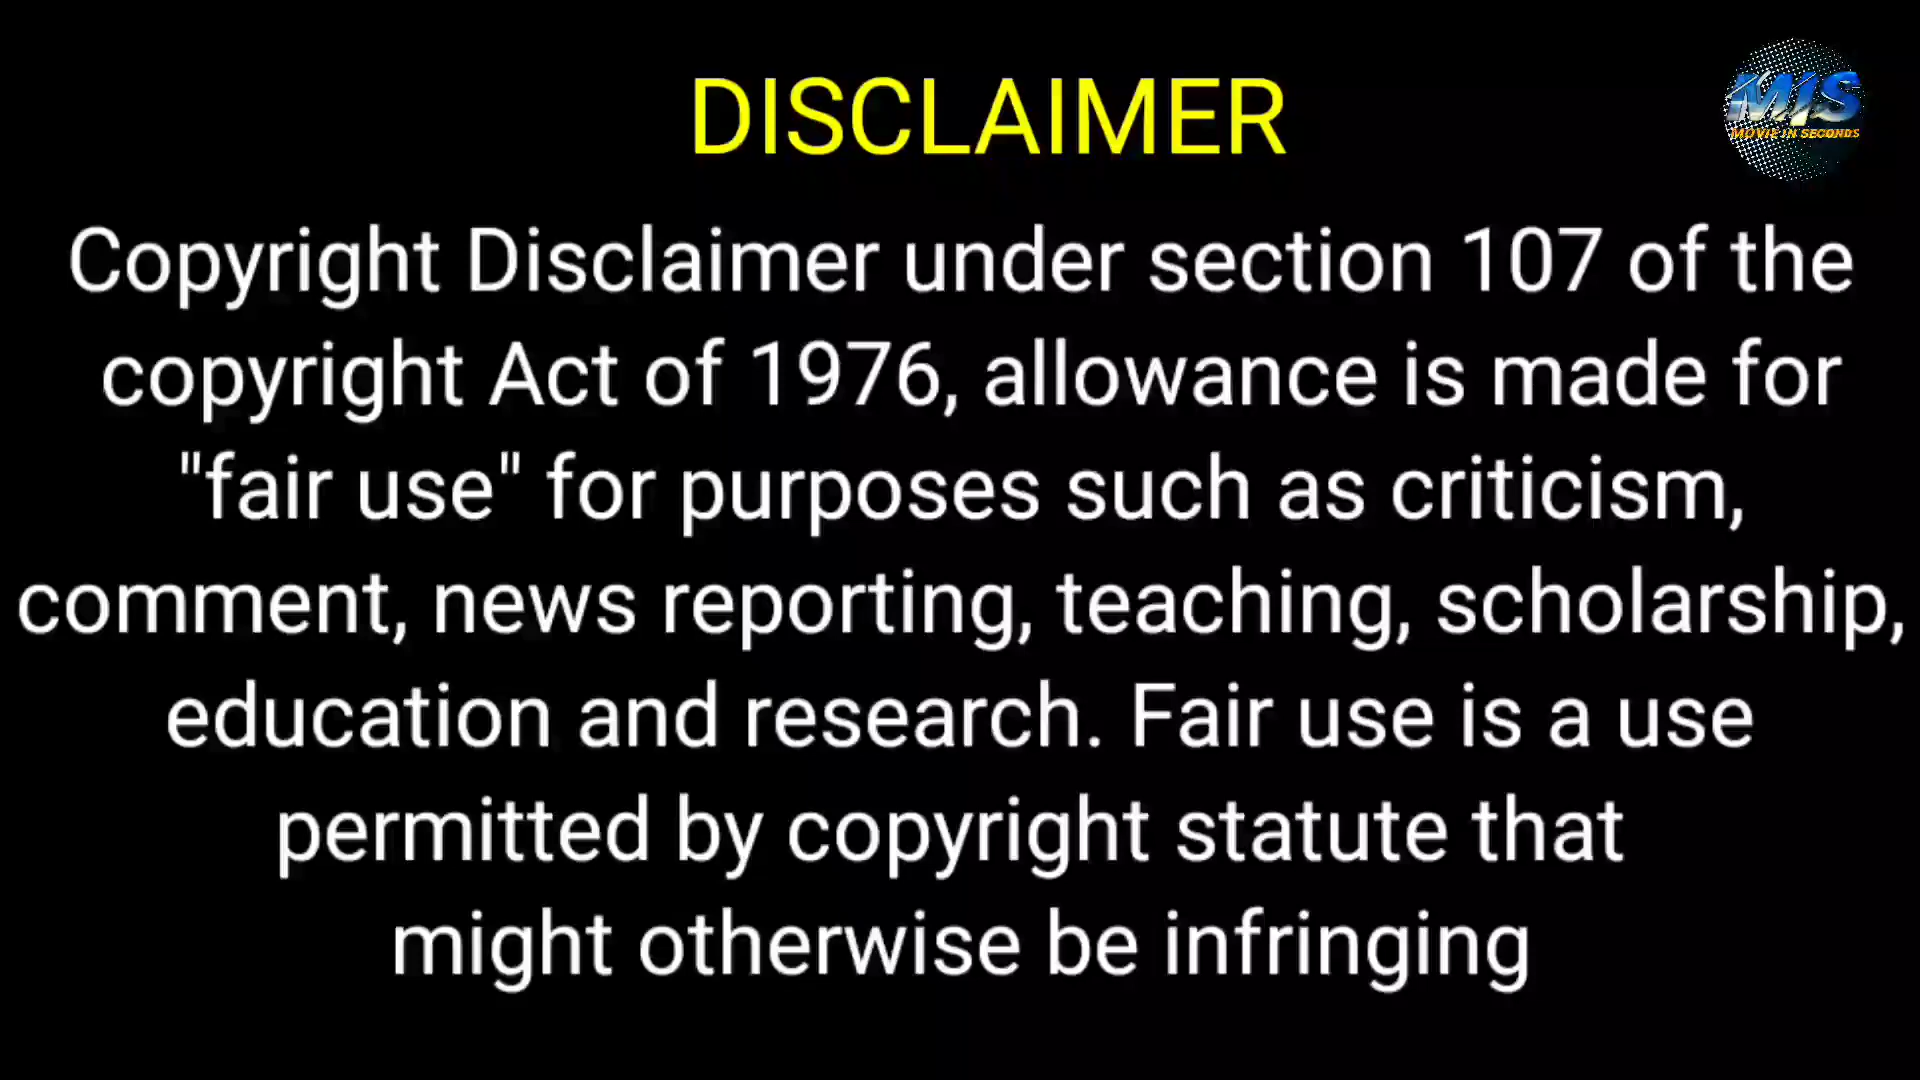 DISCLAIMER
MIS
MOVIE IN SECONDS
Copyright Disclaimer under section 107 of the
copyright Act of 1976, allowance is made for
"fair use" for purposes such as criticism,
comment, news reporting, teaching, scholarship,
education and research. Fair use is a use
permitted by copyright statute that
might otherwise be infringing